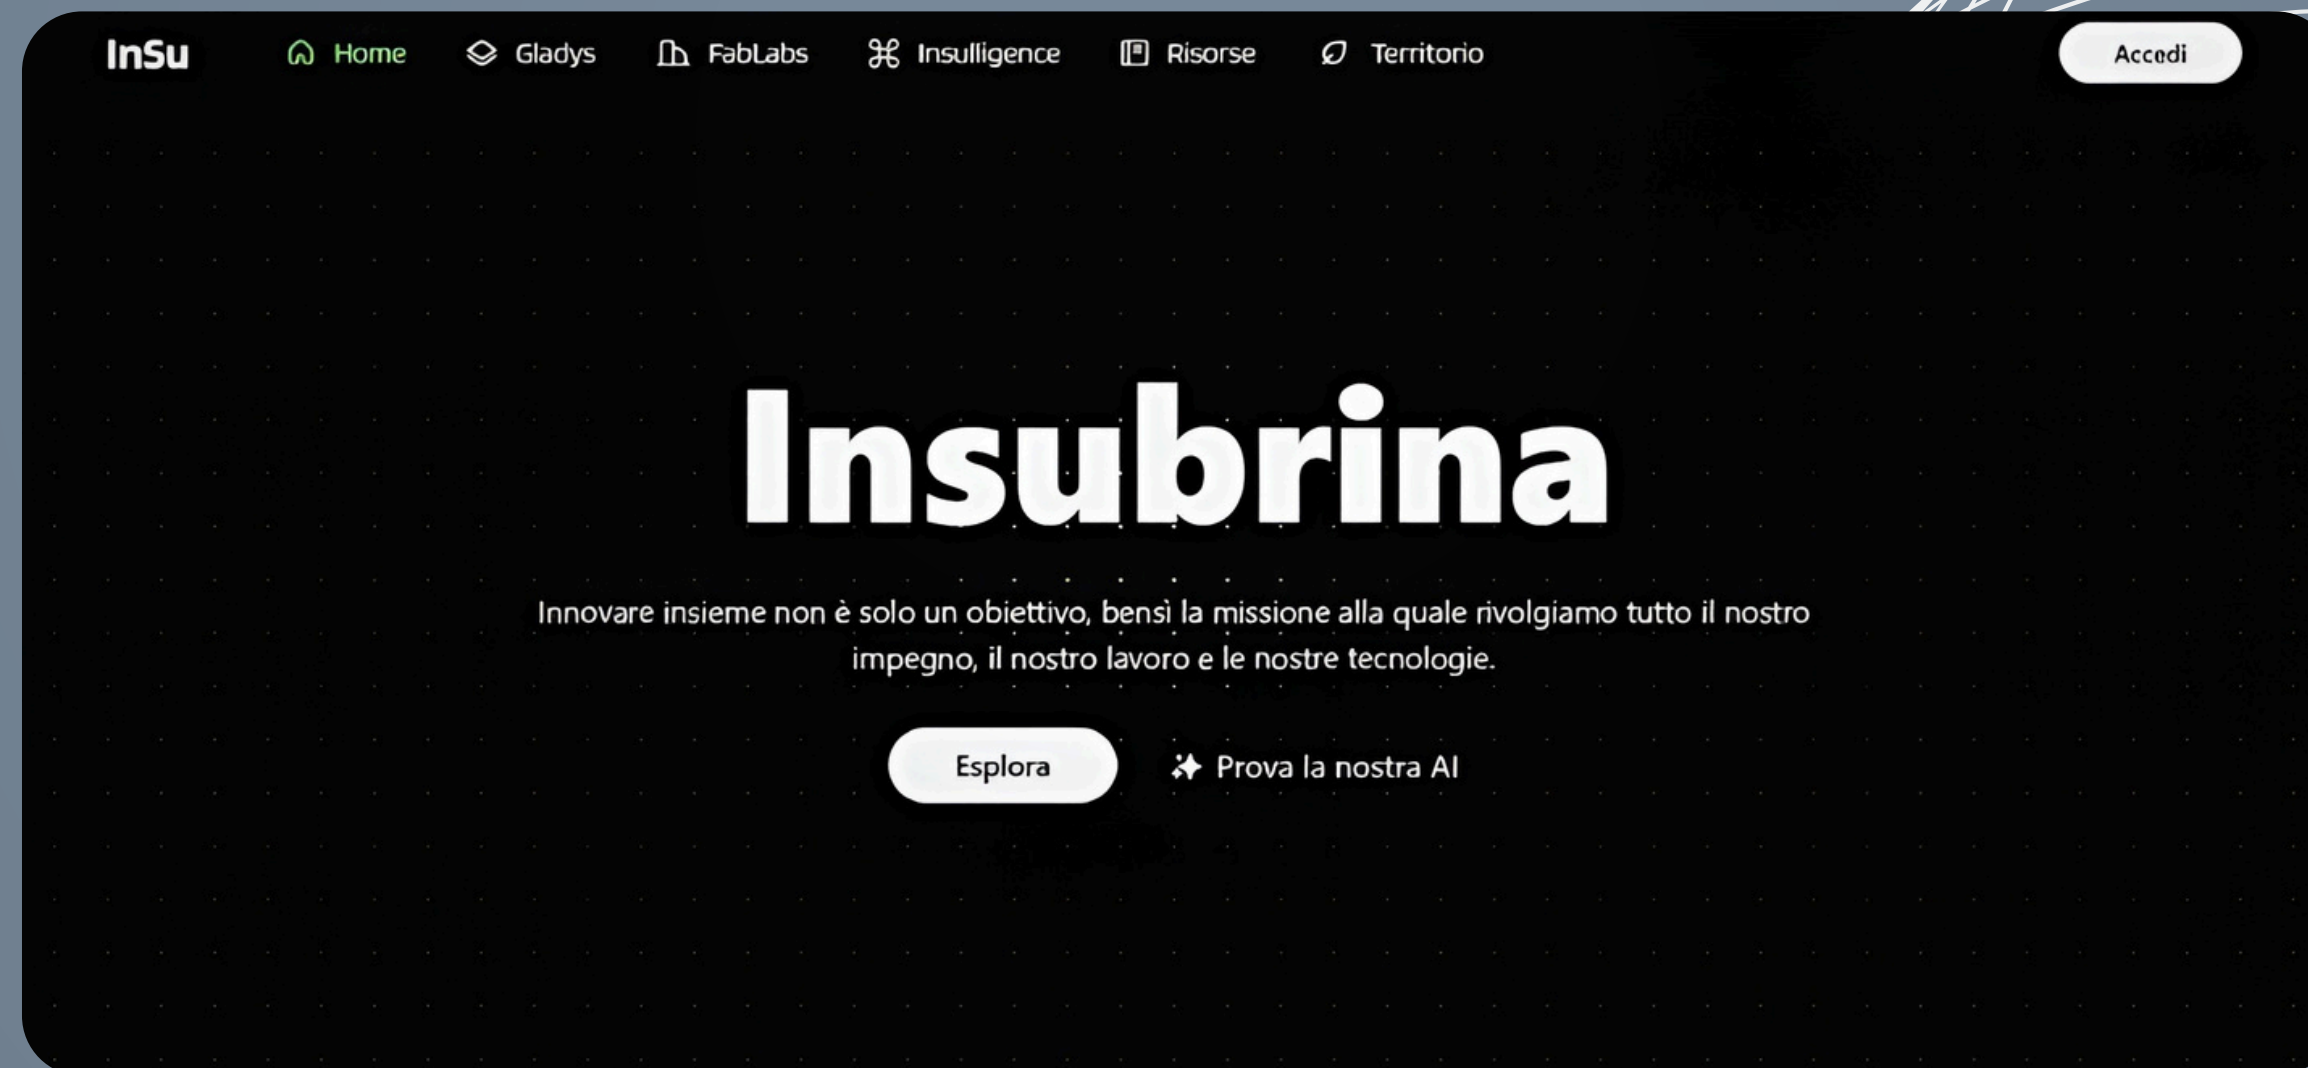 InSu Home Gladys FabLabs Insulligence Risorse Territorio Accedi
Insubrina
Innovare insieme non è solo un obiettivo, bensì la missione alla quale rivolgiamo tutto il nostro
impegno, il nostro lavoro e le nostre tecnologie.
Esplora Prova la nostra AI